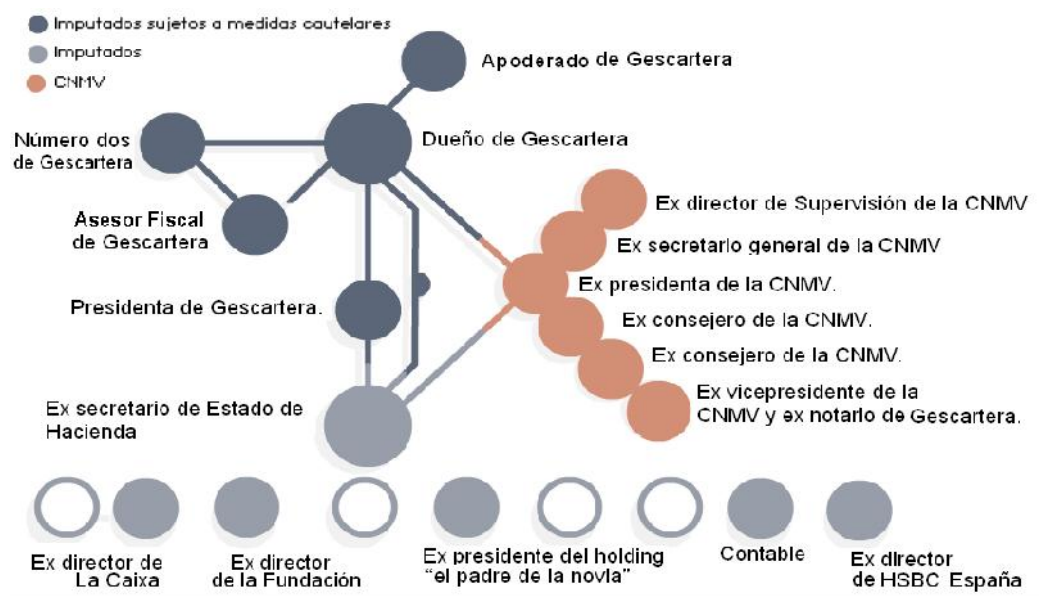 Imputados sujetos a medidas cautelares
Imputados
CNMV
Apoderado de Gescartera
Número dos
de Gescartera
Dueño de Gescartera
Asesor Fiscal
de Gescartera
Ex director de Supervisión de la CNMV
Ex secretario general de la CNMV
Ex presidenta de la CNMV.
Presidenta de Gescartera.
Ex consejero de la CNMV.
Ex consejero de la CNMV.
Ex vicepresidente de la
CNMV y ex notario de Gescartera.
Ex secretario de Estado de
Hacienda
Ex director de
La Caixa
Ex director
de la Fundación
Ex presidente del holding
“el padre de la novia”
Contable
Ex director
de HSBC España